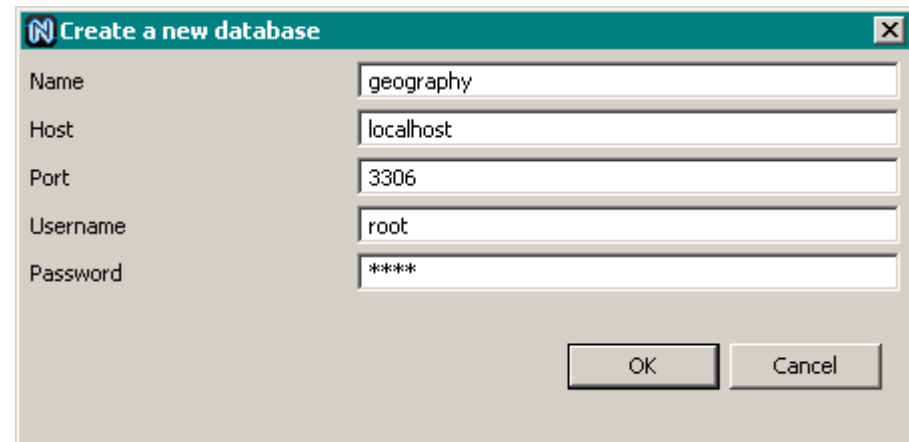 Create a new database
Name geography
Host localhost
Port 3306
Username root
Password ****
OK Cancel